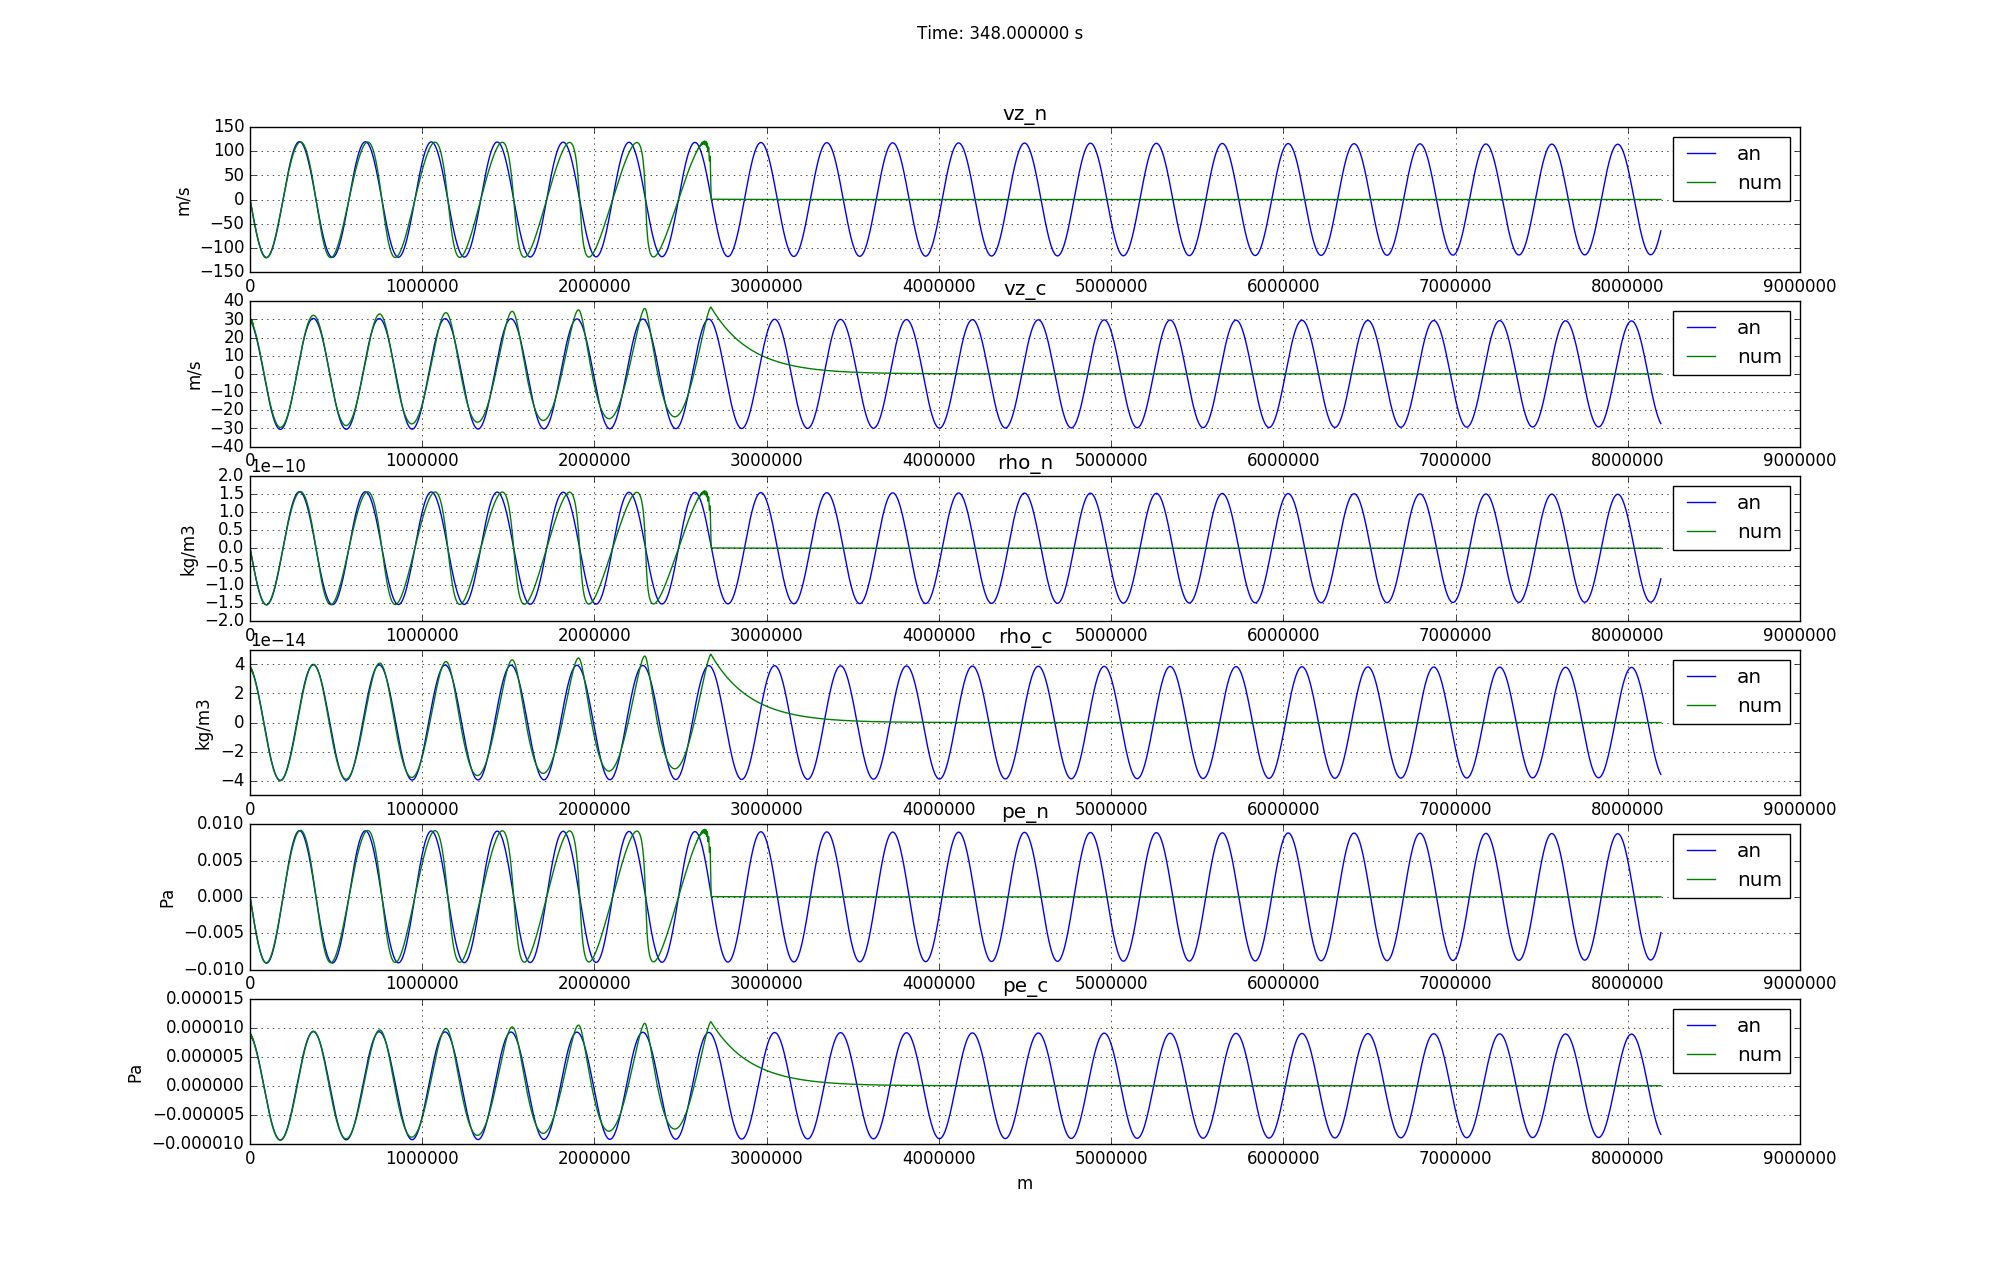 Time: 348.000000 s
vz_n
150
100
50
0
−50
−100
−150
m/s
an
num
0 1000000 2000000 3000000 4000000 5000000 6000000 7000000 8000000 9000000
vz_c
40
30
20
10
0
−10
−20
−30
−40
m/s
an
num
0 1000000 2000000 3000000 4000000 5000000 6000000 7000000 8000000 9000000
1e−10
rho_n
2.0
1.5
1.0
0.5
0.0
−0.5
−1.0
−1.5
−2.0
kg/m3
an
num
0 1000000 2000000 3000000 4000000 5000000 6000000 7000000 8000000 9000000
1e−14
rho_c
4
2
0
−2
−4
kg/m3
an
num
0 1000000 2000000 3000000 4000000 5000000 6000000 7000000 8000000 9000000
pe_n
0.010
0.005
0.000
−0.005
−0.010
Pa
an
num
0 1000000 2000000 3000000 4000000 5000000 6000000 7000000 8000000 9000000
pe_c
0.000015
0.000010
0.000005
0.000000
−0.000005
−0.000010
Pa
an
num
0 1000000 2000000 3000000 4000000 5000000 6000000 7000000 8000000 9000000
m